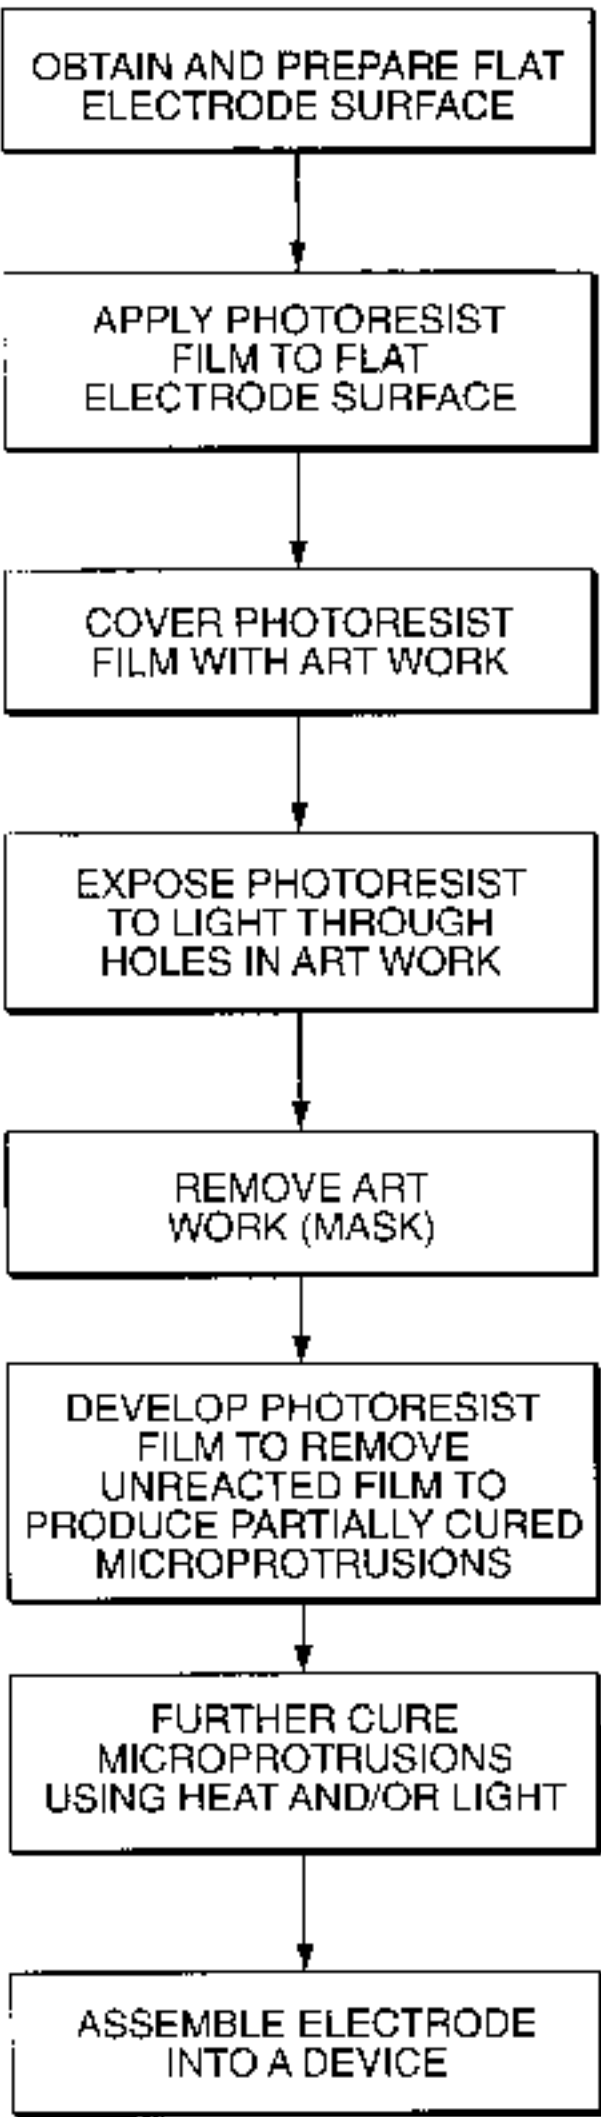 OBTAIN AND PREPARE FLAT
ELECTRODE SURFACE
APPLY PHOTORESIST
FILM TO FLAT
ELECTRODE SURFACE
COVER PHOTORESIST
FILM WITH ART WORK
EXPOSE PHOTORESIST
TO LIGHT THROUGH
HOLES IN ART WORK
REMOVE ART
WORK (MASK)
DEVELOP PHOTORESIST
FILM TO REMOVE
UNREACTED FILM TO
PRODUCE PARTIALLY CURED
MICROPROTRUSIONS
FURTHER CURE
MICROPROTRUSIONS
USING HEAT AND/OR LIGHT
ASSEMBLE ELECTRODE
INTO A DEVICE